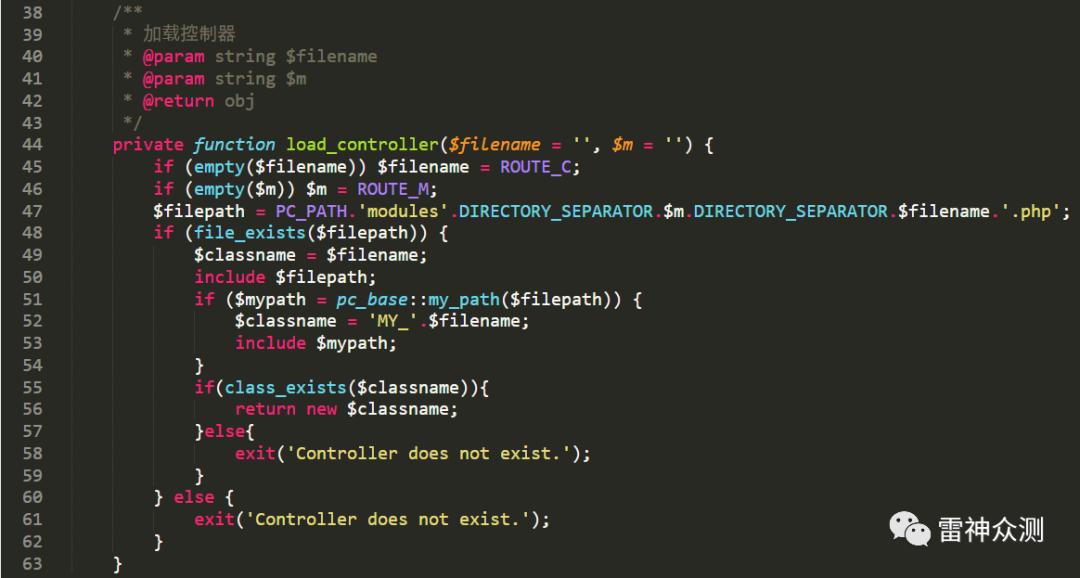 38 /**
39 * 加载控制器
40 * @param string $filename
41 * @param string $m
42 * @return obj
43 */
44 private function load_controller($filename = '', $m = '') {
45 if (empty($filename)) $filename = ROUTE_C;
46 if (empty($m)) $m = ROUTE_M;
47 $filepath = PC_PATH.'modules'.DIRECTORY_SEPARATOR.$m.DIRECTORY_SEPARATOR.$filename.'.php';
48 if (file_exists($filepath)) {
49 $classname = $filename;
50 include $filepath;
51 if ($mypath = pc_base::my_path($filepath)) {
52 $classname = 'MY_'.$filename;
53 include $mypath;
54 }
55 if(class_exists($classname)){
56 return new $classname;
57 }else{
58 exit('Controller does not exist.');
59 }
60 } else {
61 exit('Controller does not exist.');
62 }
63 }
雷神众测